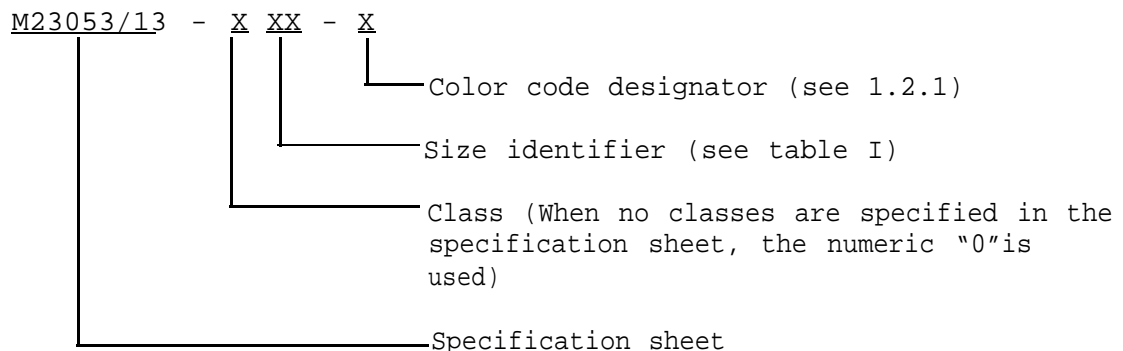 M23053/13 - X XX - X
Color code designator (see 1.2.1)
Size identifier (see table I)
Class (When no classes are specified in the
specification sheet, the numeric “0”is
used)
Specification sheet